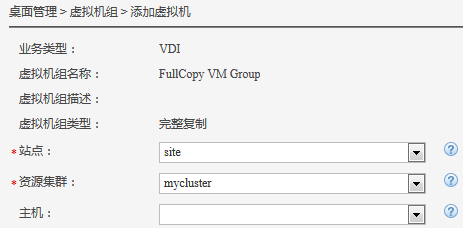 桌面管理 > 虚拟机组 > 添加虚拟机
业务类型： VDI
虚拟机组名称： FullCopy VM Group
虚拟机组描述：
虚拟机组类型： 完整复制
*站点： site
*资源集群： mycluster
主机：